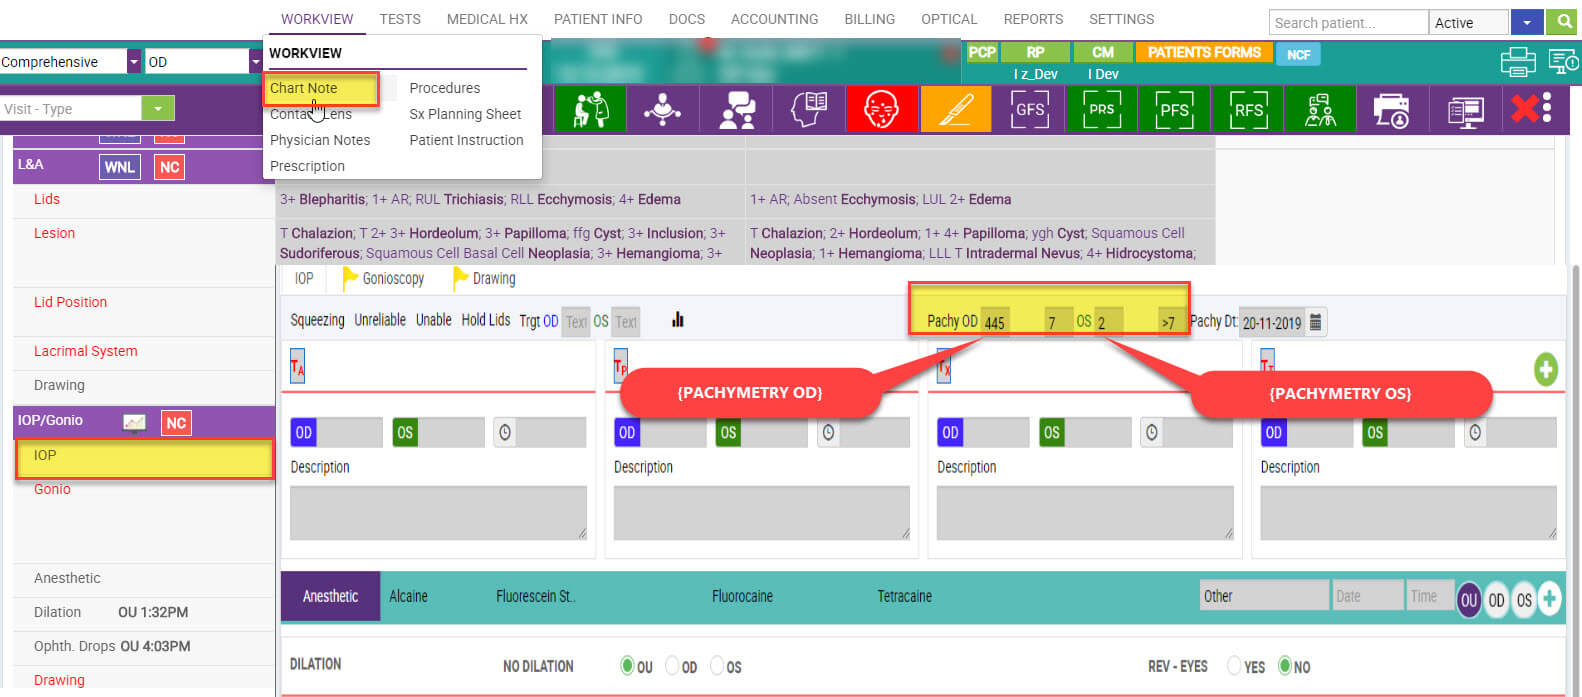 WORKVIEW TESTS MEDICAL HX PATIENT INFO DOCS ACCOUNTING BILLING OPTICAL REPORTS SETTINGS Search patient... Active
WORKVIEW
Comprehensive OD PCP RP CM PATIENTS FORMS NCF
I z_Dev I Dev
Chart Note Procedures
Visit - Type
Contact Lens Sx Planning Sheet
GFS PRS PFS RFS
Physician Notes Patient Instruction
Prescription
L&A WNL NC
Lids 3+ Blepharitis; 1+ AR; RUL Trichiasis; RLL Ecchymosis; 4+ Edema 1+ AR; Absent Ecchymosis; LUL 2+ Edema
Lesion T Chalazion; T 2+ 3+ Hordeolum; 3+ Papilloma; ffg Cyst; 3+ Inclusion; 3+ T Chalazion; 2+ Hordeolum; 1+ 4+ Papilloma; ygh Cyst; Squamous Cell
Sudoriferous; Squamous Cell Basal Cell Neoplasia; 3+ Hemangioma; 3+ Neoplasia; 1+ Hemangioma; LLL T Intradermal Nevus; 4+ Hidrocystoma;
IOP Gonioscopy Drawing
Lid Position
Squeezing Unreliable Unable Hold Lids Trgt OD Text OS Text Pachy OD 445 7 OS 2 >7 Pachy Dt: 20-11-2019
Lacrimal System
TA TP TX TT
Drawing
{PACHYMETRY OD} {PACHYMETRY OS}
IOP/Gonio NC
OD OS OD OS OD OS OD OS
IOP
Description Description Description Description
Gonio
Anesthetic
Anesthetic Alcaine Fluorescein St.. Fluorocaine Tetracaine Other Date Time OU OD OS
Dilation OU 1:32PM
Ophth. Drops OU 4:03PM
DILATION NO DILATION OU OD OS REV - EYES YES NO
Drawing